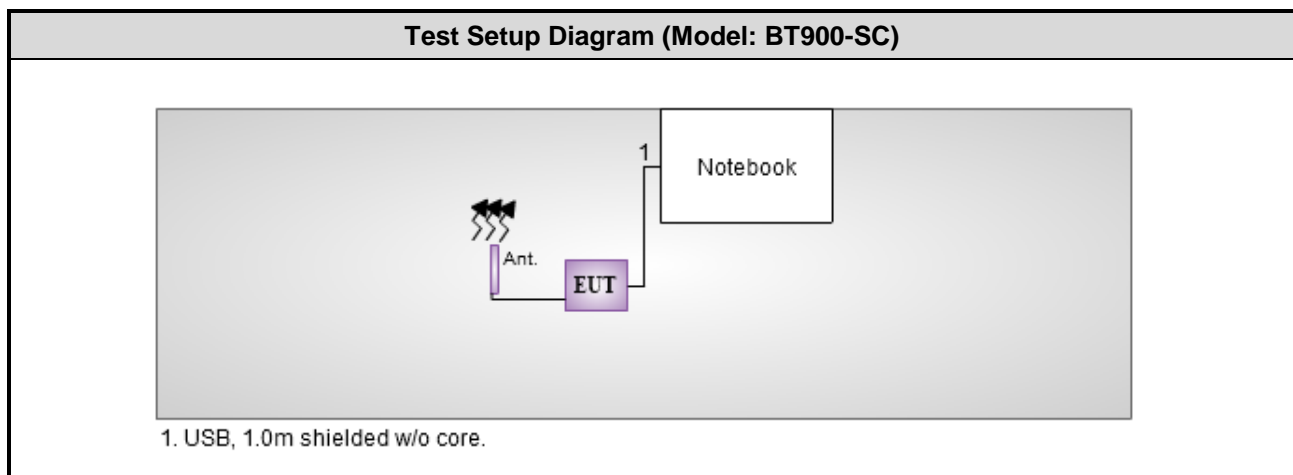 Test Setup Diagram (Model: BT900-SC)
1
Notebook
Ant.
EUT
1. USB, 1.0m shielded w/o core.